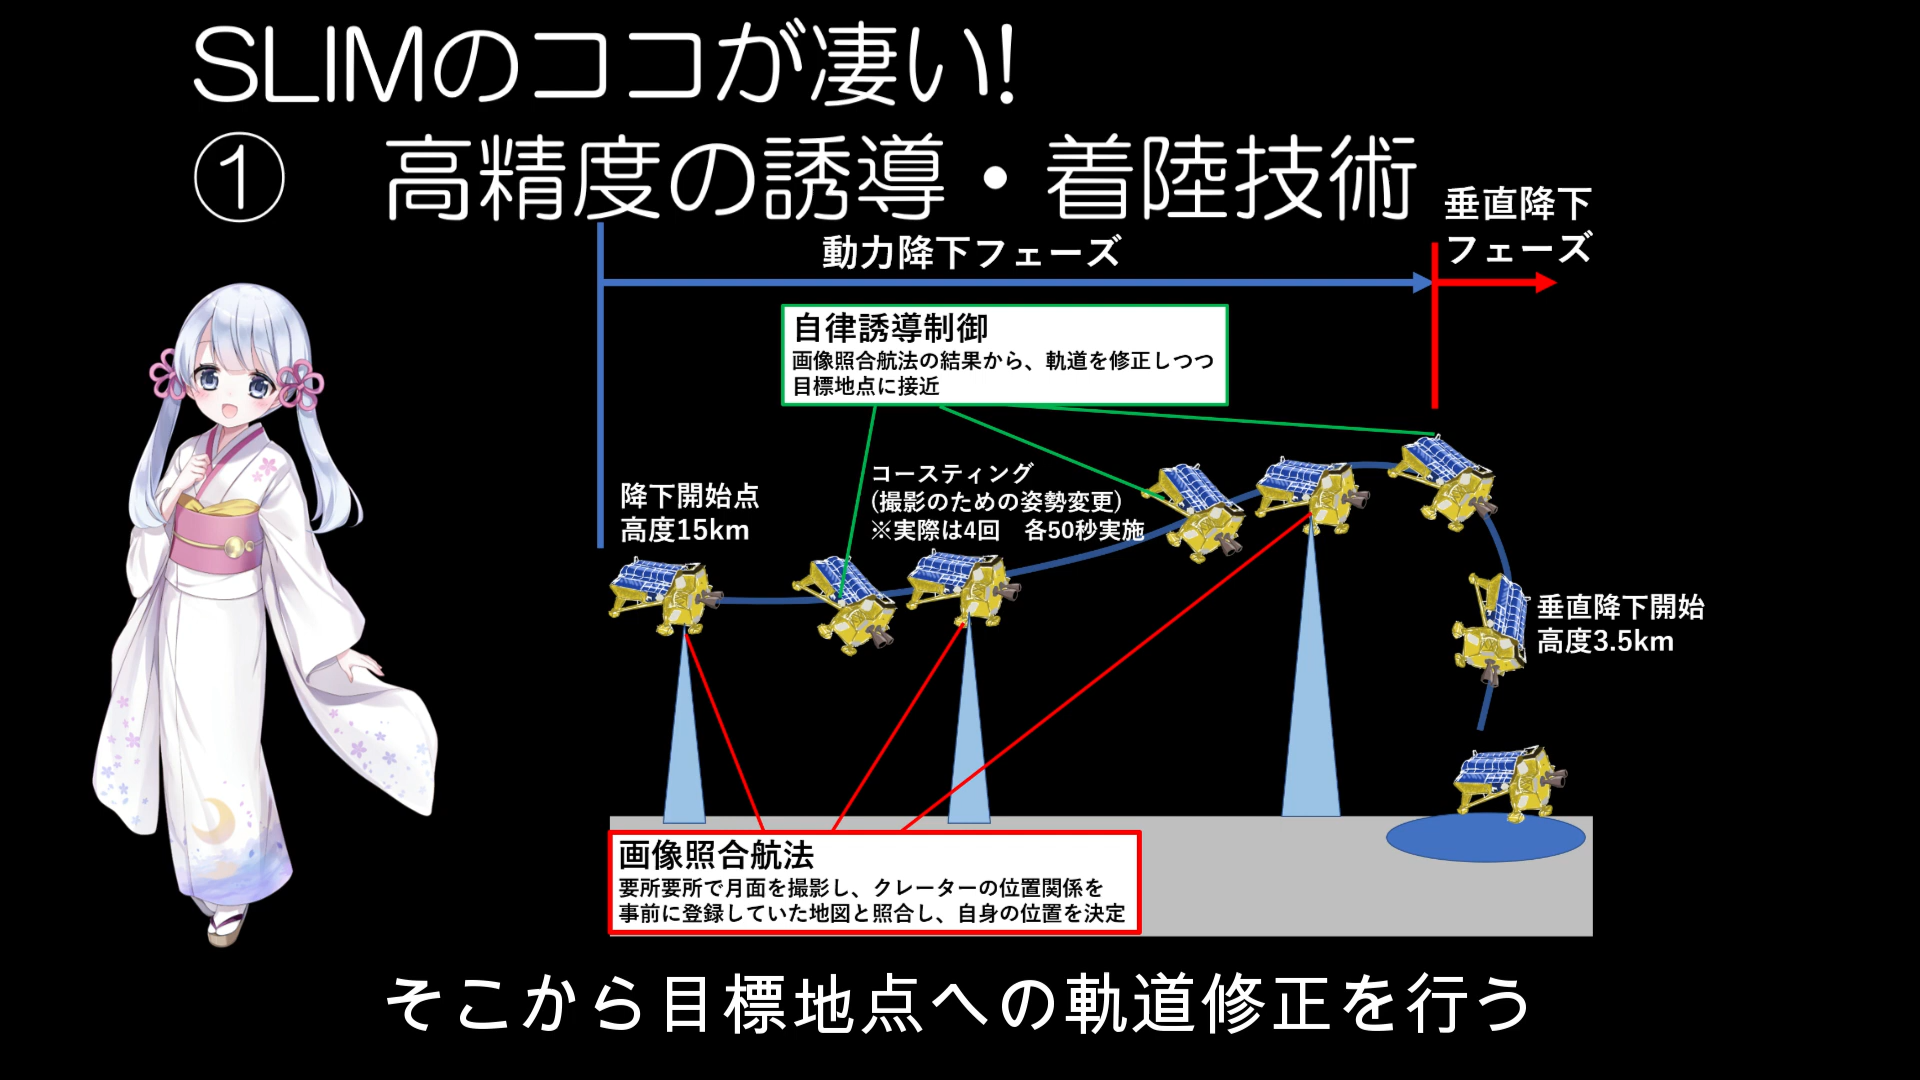 SLIMのココが凄い!
① 高精度の誘導・着陸技術
垂直降下
フェーズ
動力降下フェーズ
自律誘導制御
画像照合航法の結果から、軌道を修正しつつ
目標地点に接近
コースティング
(撮影のための姿勢変更)
※実際は4回 各50秒実施
降下開始点
高度15km
垂直降下開始
高度3.5km
画像照合航法
要所要所で月面を撮影し、クレーターの位置関係を
事前に登録していた地図と照合し、自身の位置を決定
そこから目標地点への軌道修正を行う